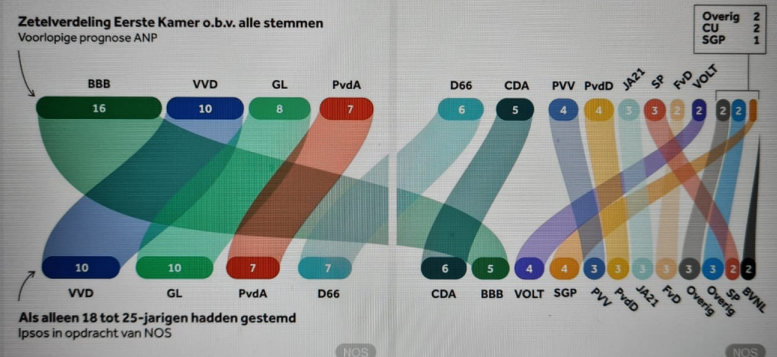 Zetelverdeling Eerste Kamer o.b.v. alle stemmen
Voorlopige prognose ANP
Overig 2
CU 2
SGP 1
BBB VVD GL PvdA D66 CDA PVV PvdD JA21 SP FvD VOLT
16 10 8 7 6 5 4 4 3 3 2 2 2 2
10 10 7 7 6 5 4 4 3 3 3 3 3 3 2 2
VVD GL PvdA D66 CDA BBB VOLT SGP PVV PvdD JA21 FvD Overig Overig SP BVNL
Als alleen 18 tot 25-jarigen hadden gestemd
Ipsos in opdracht van NOS
NOS NOS